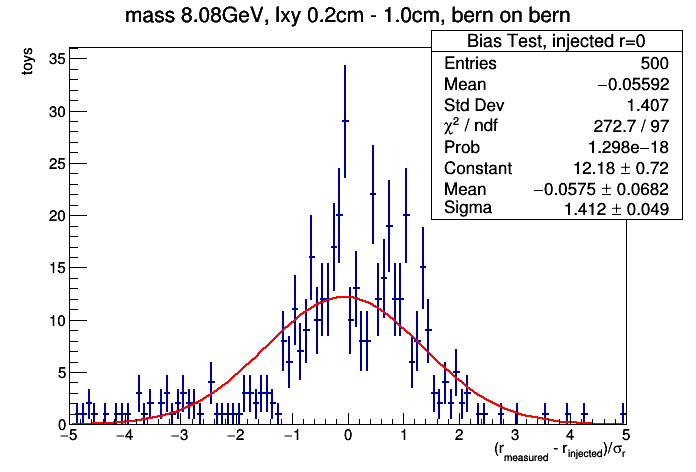 mass 8.08GeV, lxy 0.2cm - 1.0cm, bern on bern
toys
Bias Test, injected r=0
Entries 500
Mean −0.05592
Std Dev 1.407
χ² / ndf 272.7 / 97
Prob 1.298e−18
Constant 12.18 ± 0.72
Mean −0.0575 ± 0.0682
Sigma 1.412 ± 0.049
35
30
25
20
15
10
5
0
−5 −4 −3 −2 −1 0 1 2 3 4 5
(r_measured - r_injected)/σ_r